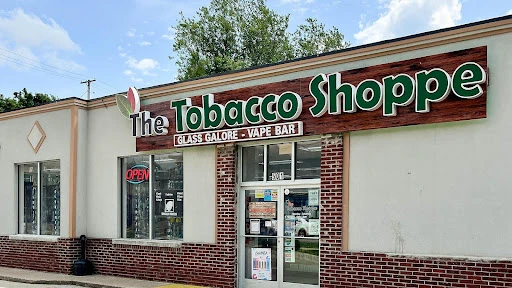 The Tobacco Shoppe
GLASS GALORE - VAPE BAR
OPEN